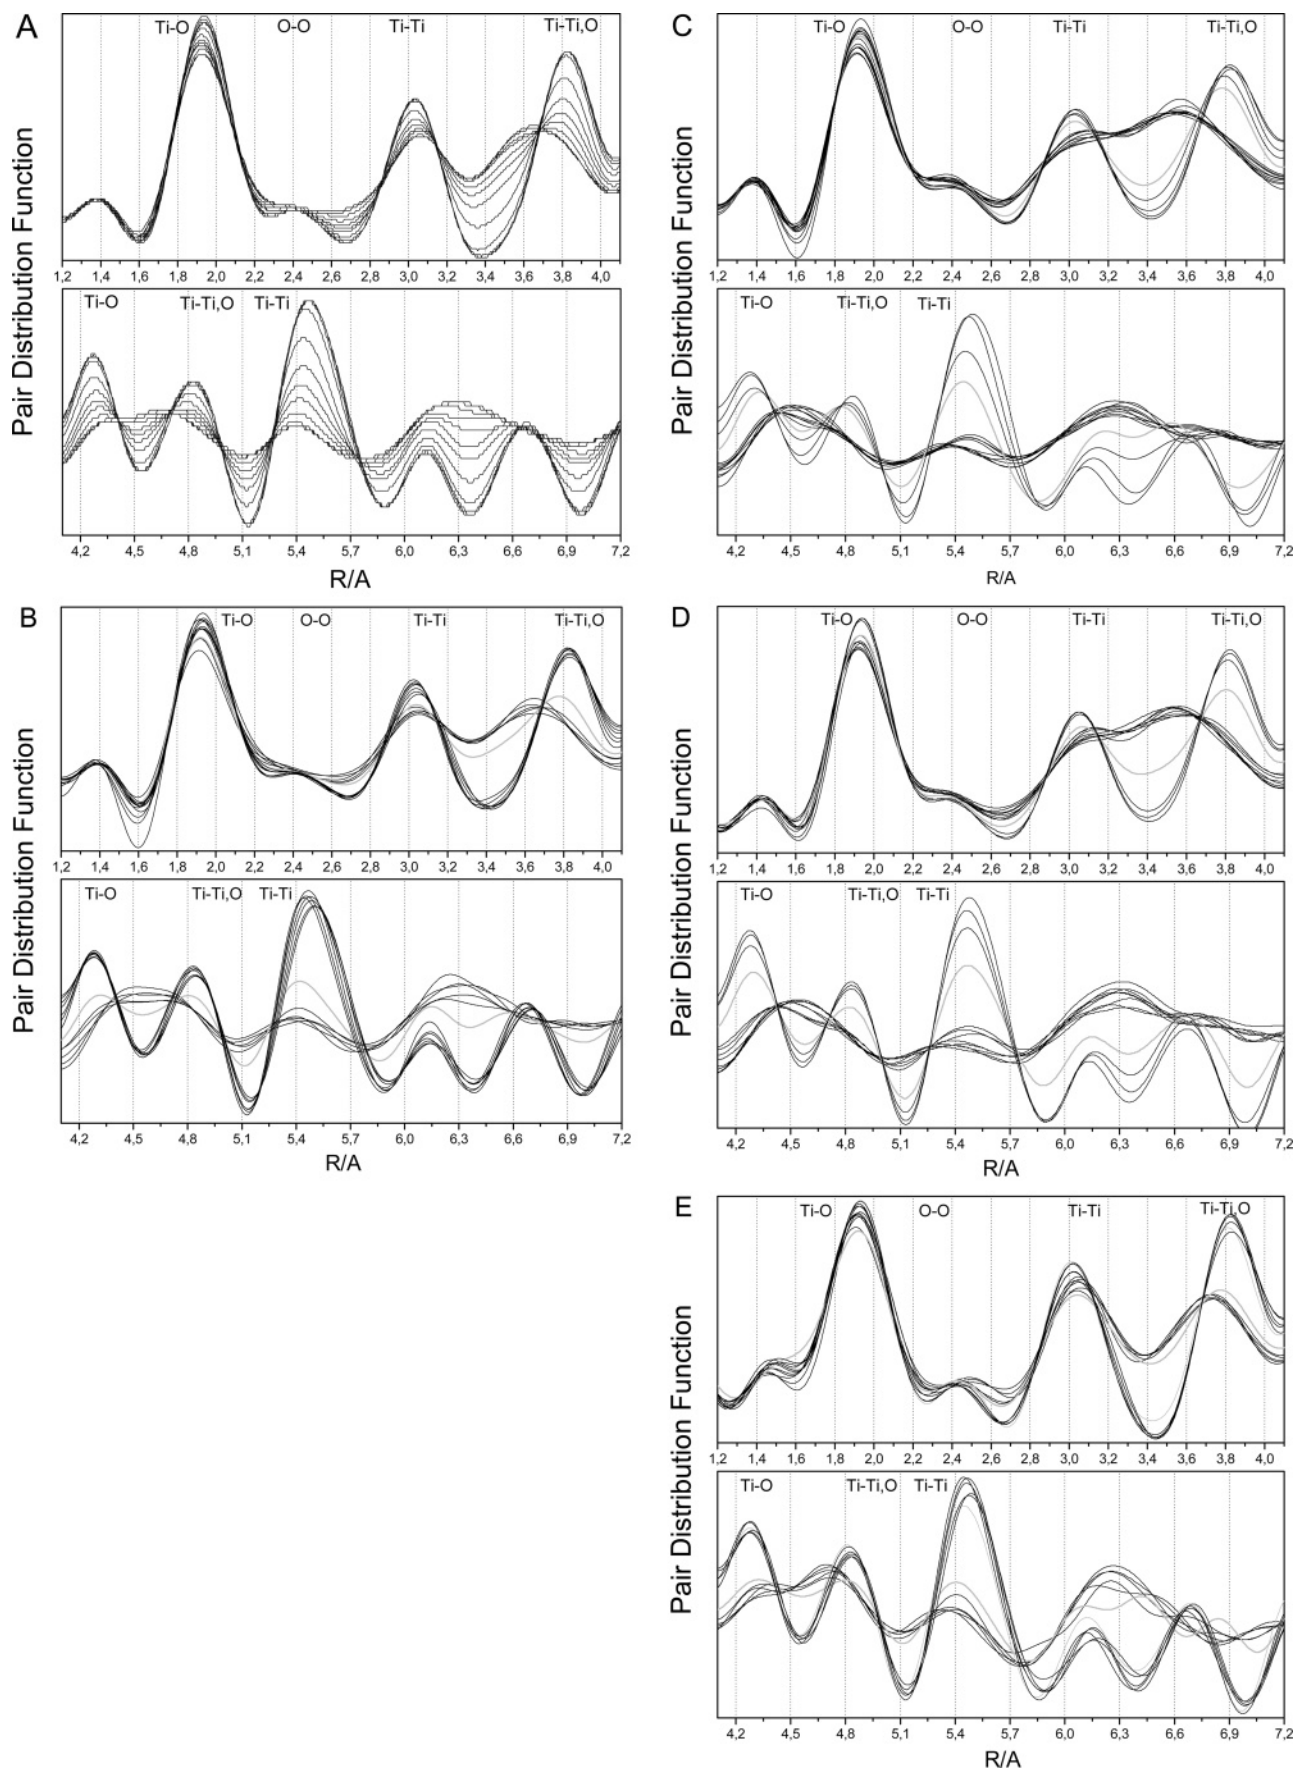 A
Ti-O O-O Ti-Ti Ti-Ti,O
1,2 1,4 1,6 1,8 2,0 2,2 2,4 2,6 2,8 3,0 3,2 3,4 3,6 3,8 4,0
Ti-O Ti-Ti,O Ti-Ti
4,2 4,5 4,8 5,1 5,4 5,7 6,0 6,3 6,6 6,9 7,2
R/A
Pair Distribution Function
B
Ti-O O-O Ti-Ti Ti-Ti,O
1,2 1,4 1,6 1,8 2,0 2,2 2,4 2,6 2,8 3,0 3,2 3,4 3,6 3,8 4,0
Ti-O Ti-Ti,O Ti-Ti
4,2 4,5 4,8 5,1 5,4 5,7 6,0 6,3 6,6 6,9 7,2
R/A
Pair Distribution Function
C
Ti-O O-O Ti-Ti Ti-Ti,O
1,2 1,4 1,6 1,8 2,0 2,2 2,4 2,6 2,8 3,0 3,2 3,4 3,6 3,8 4,0
Ti-O Ti-Ti,O Ti-Ti
4,2 4,5 4,8 5,1 5,4 5,7 6,0 6,3 6,6 6,9 7,2
R/A
Pair Distribution Function
D
Ti-O O-O Ti-Ti Ti-Ti,O
1,2 1,4 1,6 1,8 2,0 2,2 2,4 2,6 2,8 3,0 3,2 3,4 3,6 3,8 4,0
Ti-O Ti-Ti,O Ti-Ti
4,2 4,5 4,8 5,1 5,4 5,7 6,0 6,3 6,6 6,9 7,2
R/A
Pair Distribution Function
E
Ti-O O-O Ti-Ti Ti-Ti,O
1,2 1,4 1,6 1,8 2,0 2,2 2,4 2,6 2,8 3,0 3,2 3,4 3,6 3,8 4,0
Ti-O Ti-Ti,O Ti-Ti
4,2 4,5 4,8 5,1 5,4 5,7 6,0 6,3 6,6 6,9 7,2
R/A
Pair Distribution Function